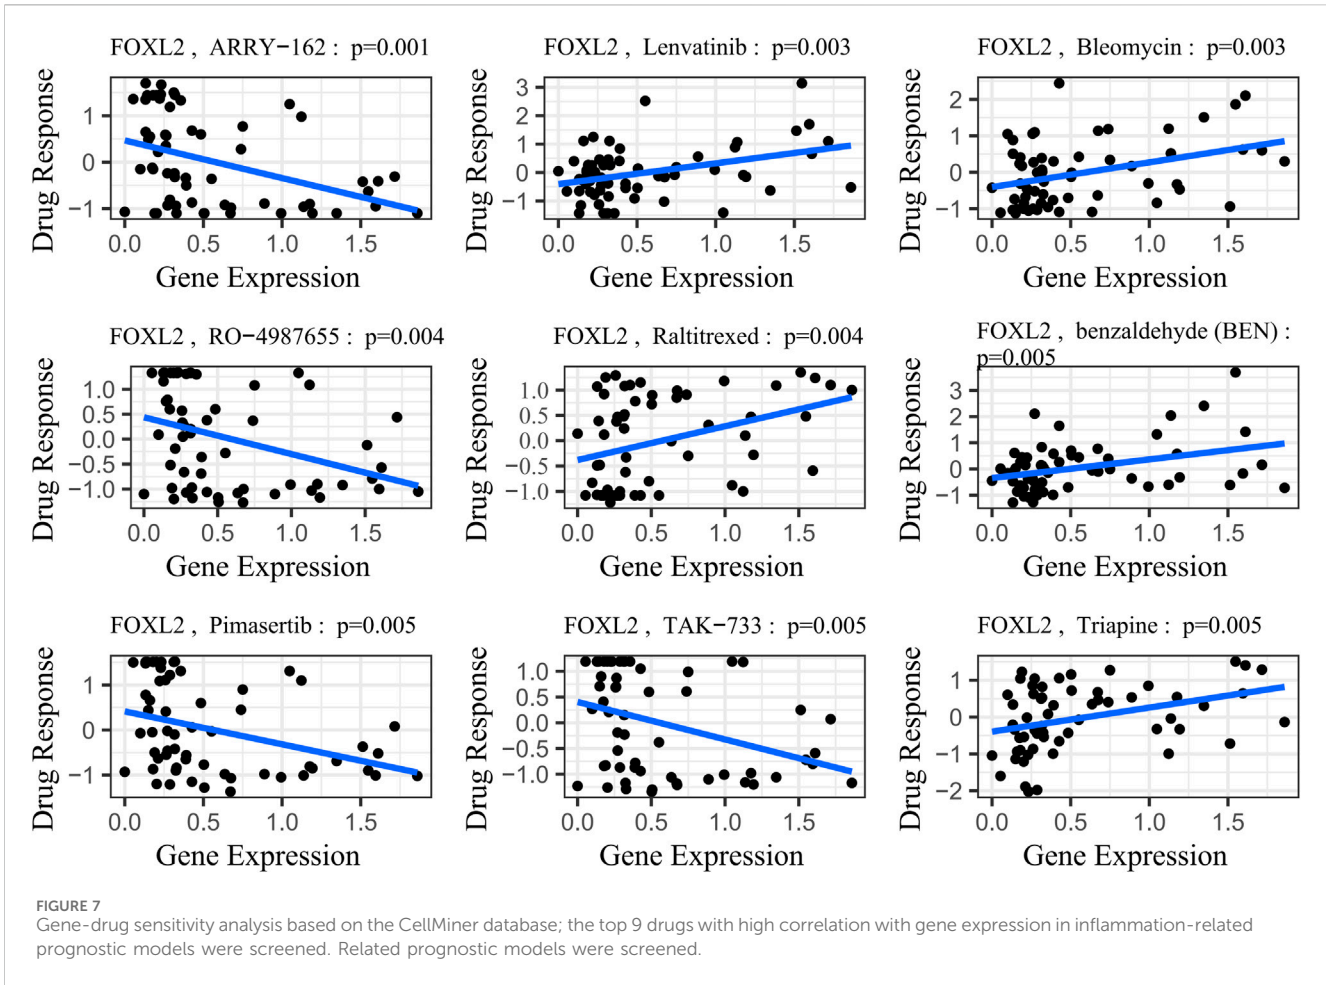 FOXL2 , ARRY−162 : p=0.001
FOXL2 , Lenvatinib : p=0.003
FOXL2 , Bleomycin : p=0.003
Drug Response
1
0
−1
0.0 0.5 1.0 1.5
Gene Expression
Drug Response
3
2
1
0
−1
0.0 0.5 1.0 1.5
Gene Expression
Drug Response
2
1
0
−1
0.0 0.5 1.0 1.5
Gene Expression
FOXL2 , RO−4987655 : p=0.004
FOXL2 , Raltitrexed : p=0.004
FOXL2 , benzaldehyde (BEN) :
p=0.005
Drug Response
1.0
0.5
0.0
−0.5
−1.0
0.0 0.5 1.0 1.5
Gene Expression
Drug Response
1.0
0.5
0.0
−0.5
−1.0
0.0 0.5 1.0 1.5
Gene Expression
Drug Response
3
2
1
0
−1
0.0 0.5 1.0 1.5
Gene Expression
FOXL2 , Pimasertib : p=0.005
FOXL2 , TAK−733 : p=0.005
FOXL2 , Triapine : p=0.005
Drug Response
1
0
−1
0.0 0.5 1.0 1.5
Gene Expression
Drug Response
1.0
0.5
0.0
−0.5
−1.0
0.0 0.5 1.0 1.5
Gene Expression
Drug Response
1
0
−1
−2
0.0 0.5 1.0 1.5
Gene Expression
FIGURE 7
Gene-drug sensitivity analysis based on the CellMiner database; the top 9 drugs with high correlation with gene expression in inflammation-related
prognostic models were screened. Related prognostic models were screened.